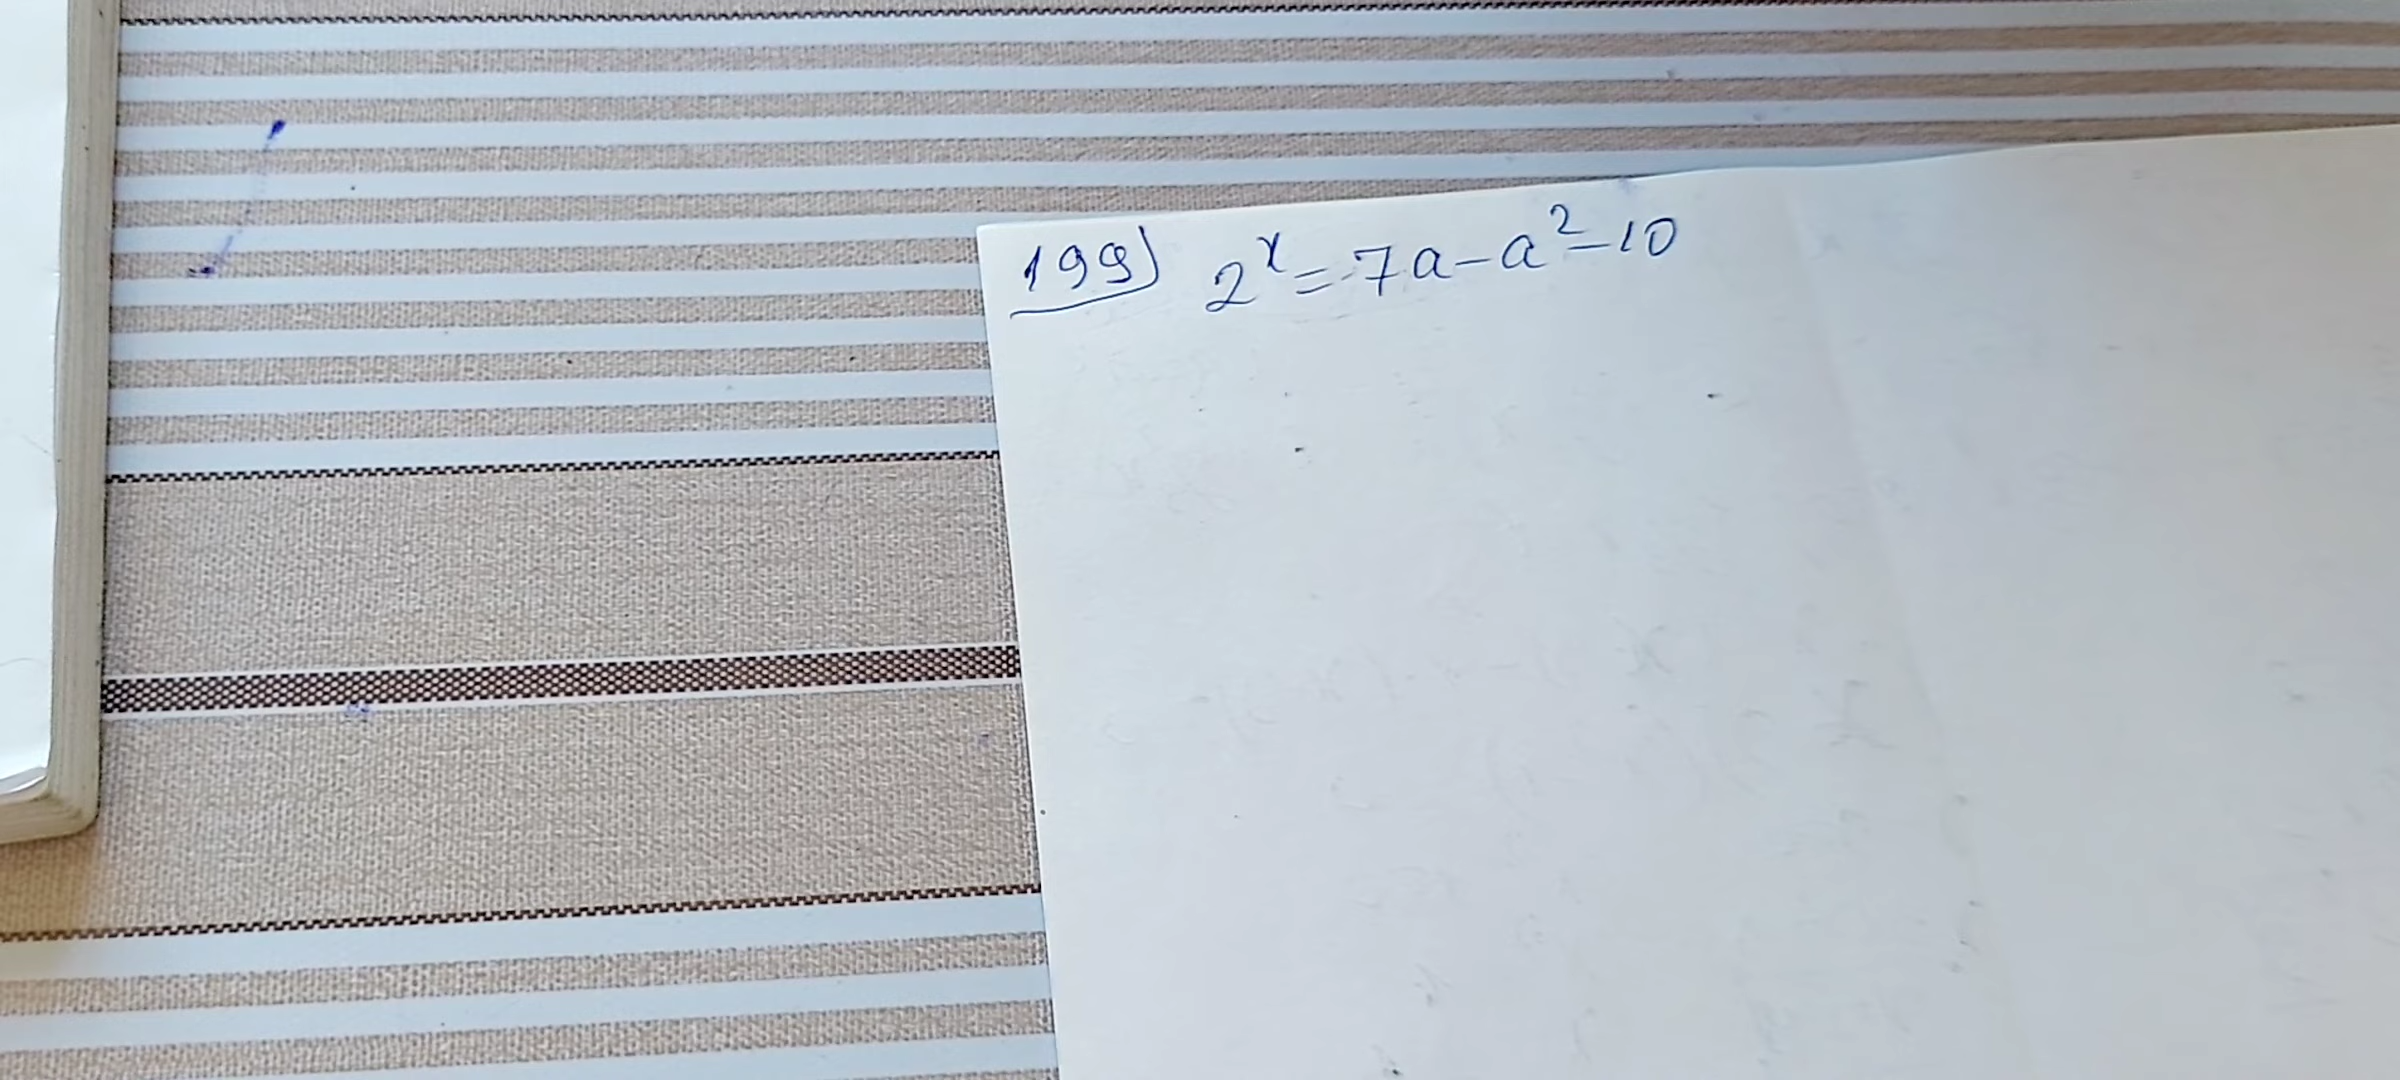 199) 2^x = 7a - a^2 - 10